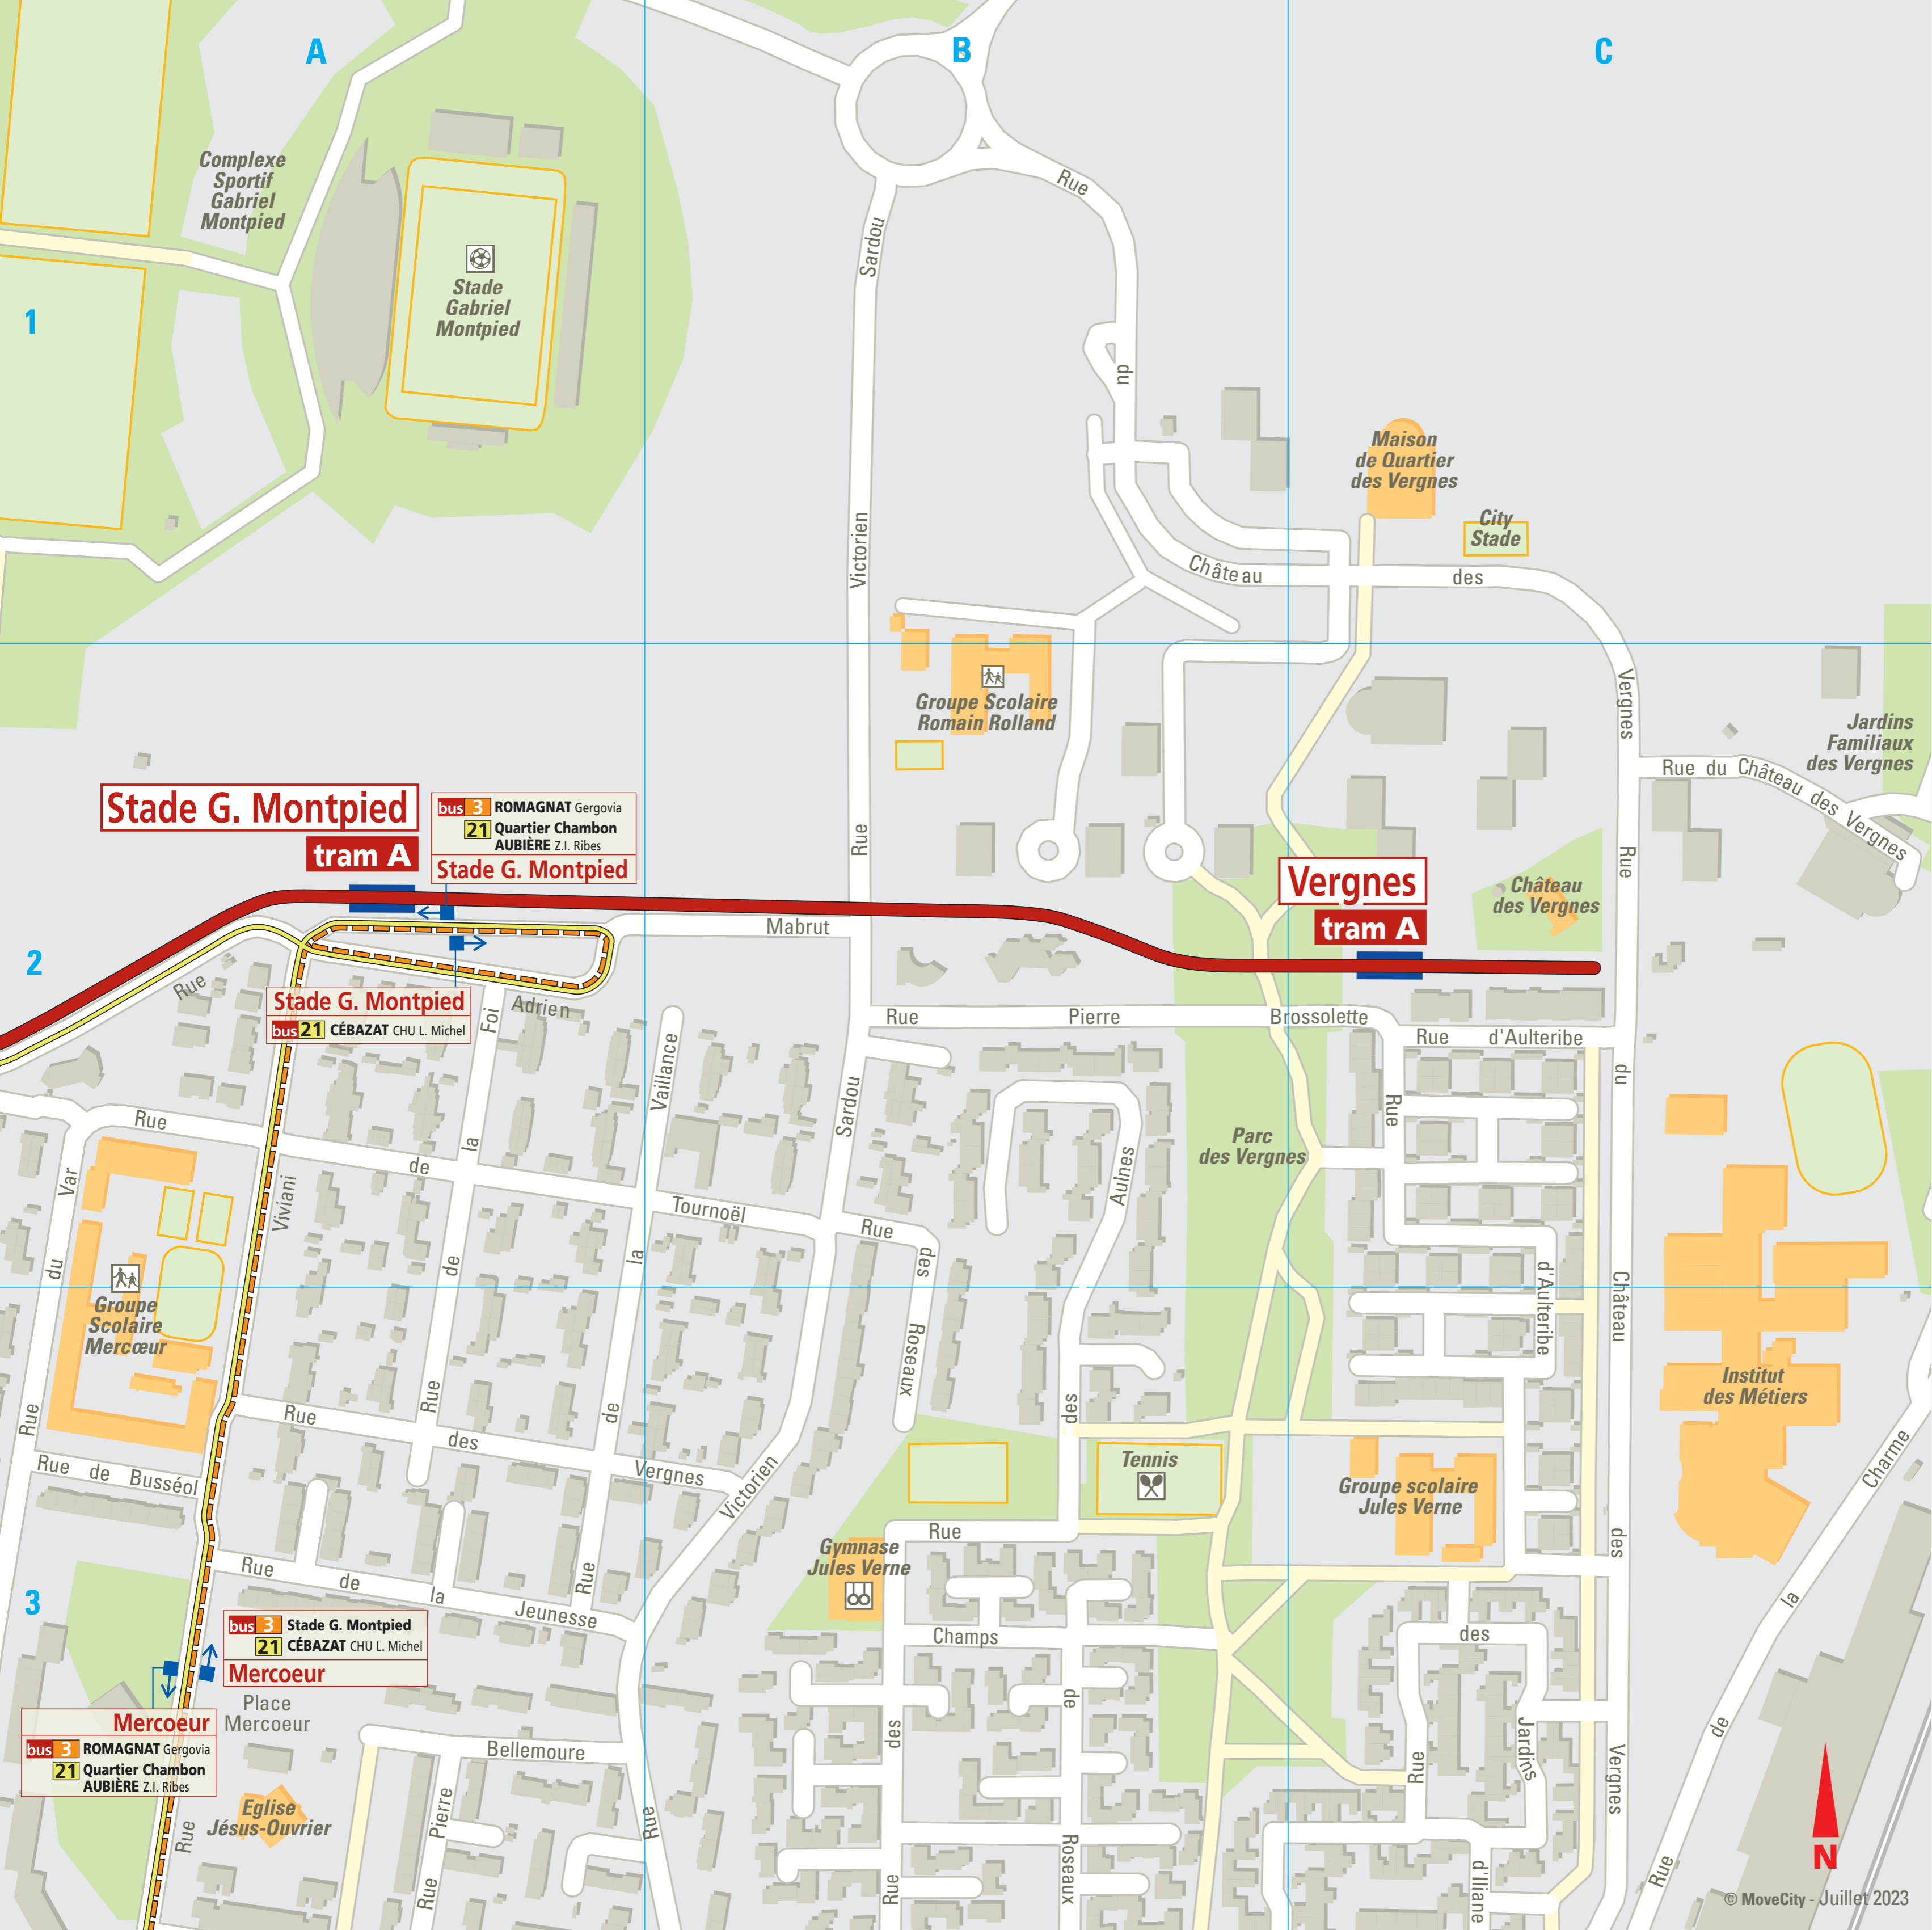 A
B
C
1
2
3
Complexe
Sportif
Gabriel
Montpied
Stade
Gabriel
Montpied
Rue
du
Château
des
Vergnes
Sardou
Victorien
Rue
Maison
de Quartier
des Vergnes
City
Stade
Groupe Scolaire
Romain Rolland
Jardins
Familiaux
des Vergnes
Rue du Château des Vergnes
Stade G. Montpied
tram A
bus 3 ROMAGNAT Gergovia
21 Quartier Chambon
AUBIÈRE Z.I. Ribes
Stade G. Montpied
Vergnes
tram A
Château
des Vergnes
Rue
Mabrut
Rue
Adrien
Stade G. Montpied
bus 21 CÉBAZAT CHU L. Michel
Rue Pierre Brossolette
Rue d'Aulteribe
du
Château
des
Vergnes
Foi
la
de
Rue
Vaillance
la
de
Rue
Sardou
Victorien
Rue
Rue
de
Tournoël
Rue
des
Roseaux
Var
du
Rue
Viviani
Rue
Aulnes
des
Rue
Parc
des Vergnes
Rue
d'Aulteribe
Groupe
Scolaire
Mercœur
Institut
des Métiers
Rue
des
Vergnes
Rue de Busséol
Tennis
Groupe scolaire
Jules Verne
Gymnase
Jules Verne
Rue
de
la
Jeunesse
Champs
des
Rue
de
Roseaux
des
Jardins
Rue
d'Iliane
Charme
la
de
Rue
bus 3 Stade G. Montpied
21 CÉBAZAT CHU L. Michel
Mercoeur
Place
Mercoeur
Mercoeur
bus 3 ROMAGNAT Gergovia
21 Quartier Chambon
AUBIÈRE Z.I. Ribes
Bellemoure
Pierre
Rue
Eglise
Jésus-Ouvrier
N
© MoveCity - Juillet 2023